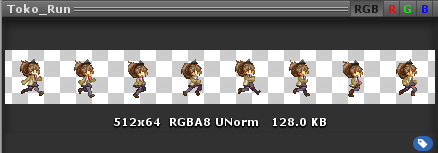 Toko_Run RGB R G B
512x64 RGBA8 UNorm 128.0 KB